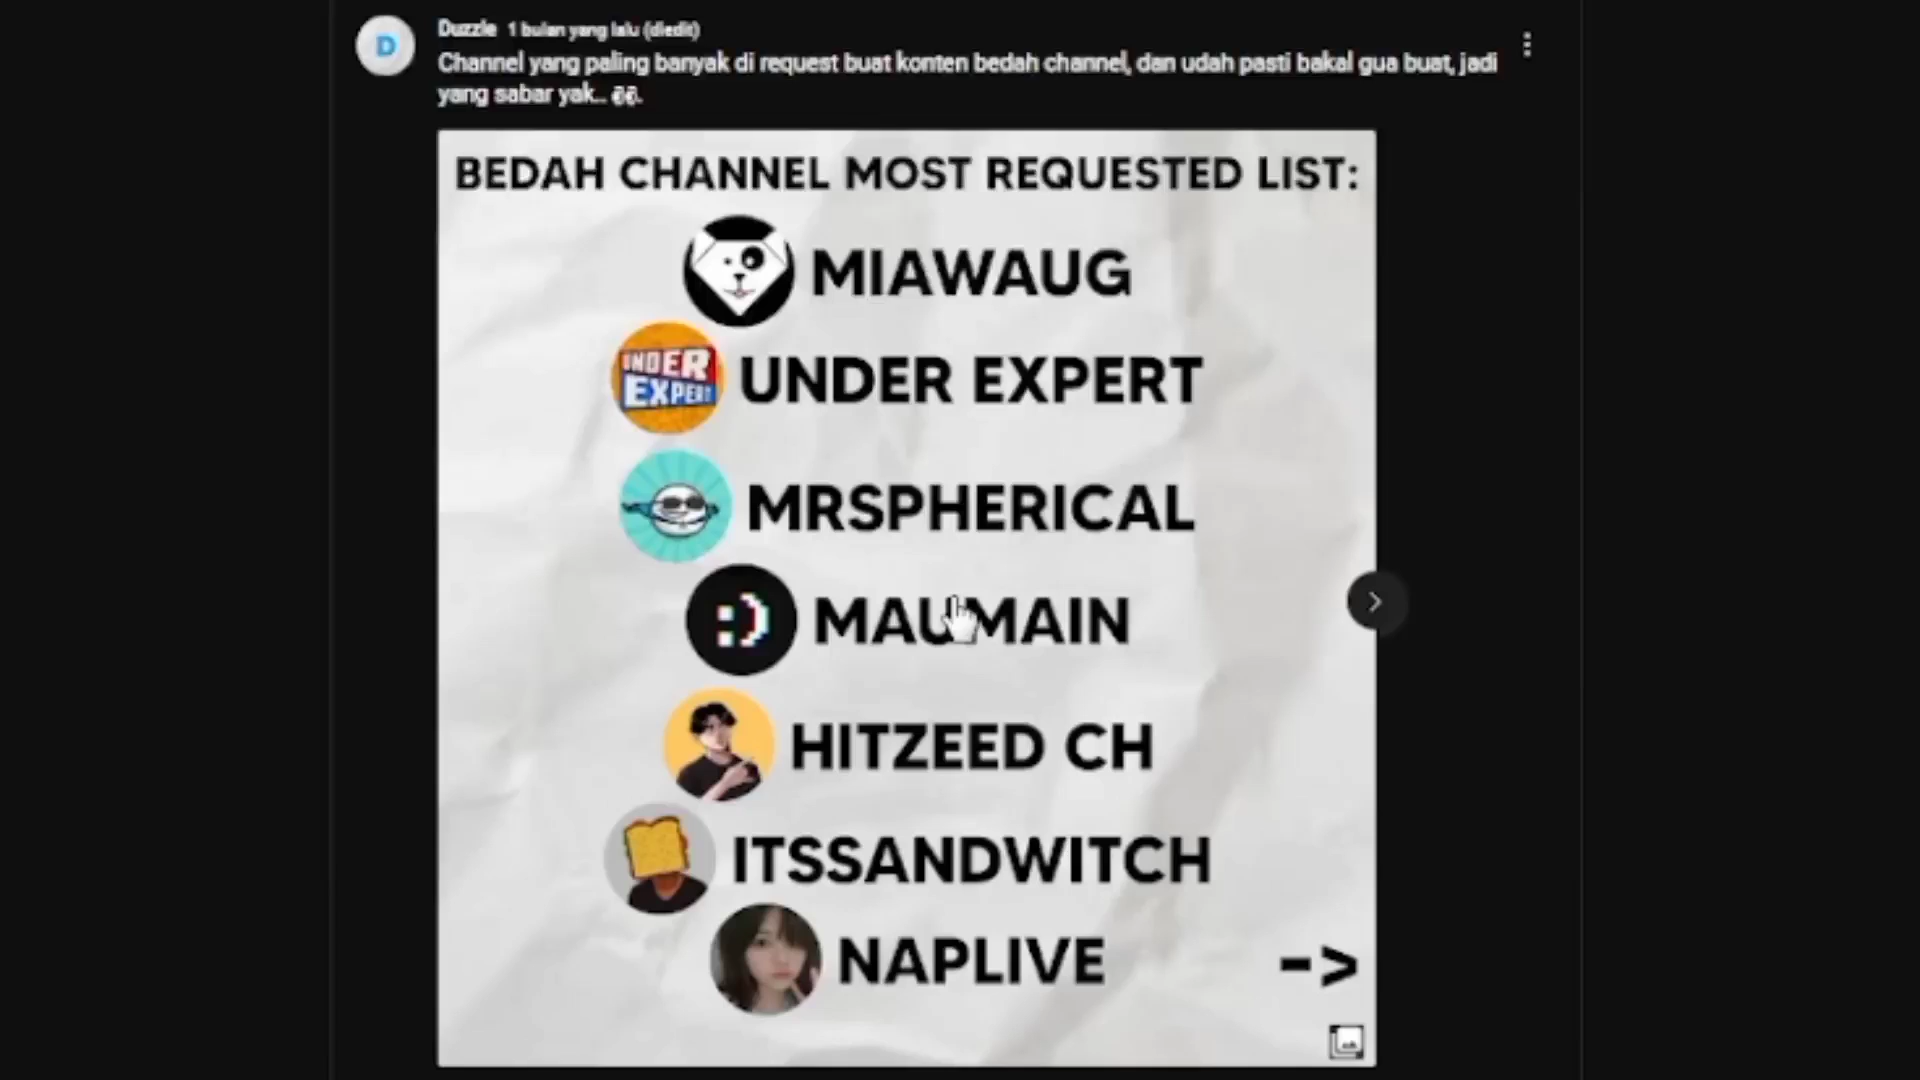 Duzzle 1 bulan yang lalu (diedit)
Channel yang paling banyak di request buat konten bedah channel, dan udah pasti bakal gua buat, jadi
yang sabar yak.. 👀.
BEDAH CHANNEL MOST REQUESTED LIST:
MIAWAUG
UNDER
EXPERT
UNDER EXPERT
MRSPHERICAL
:) MAUMAIN
HITZEED CH
ITSSANDWITCH
NAPLIVE
->
D